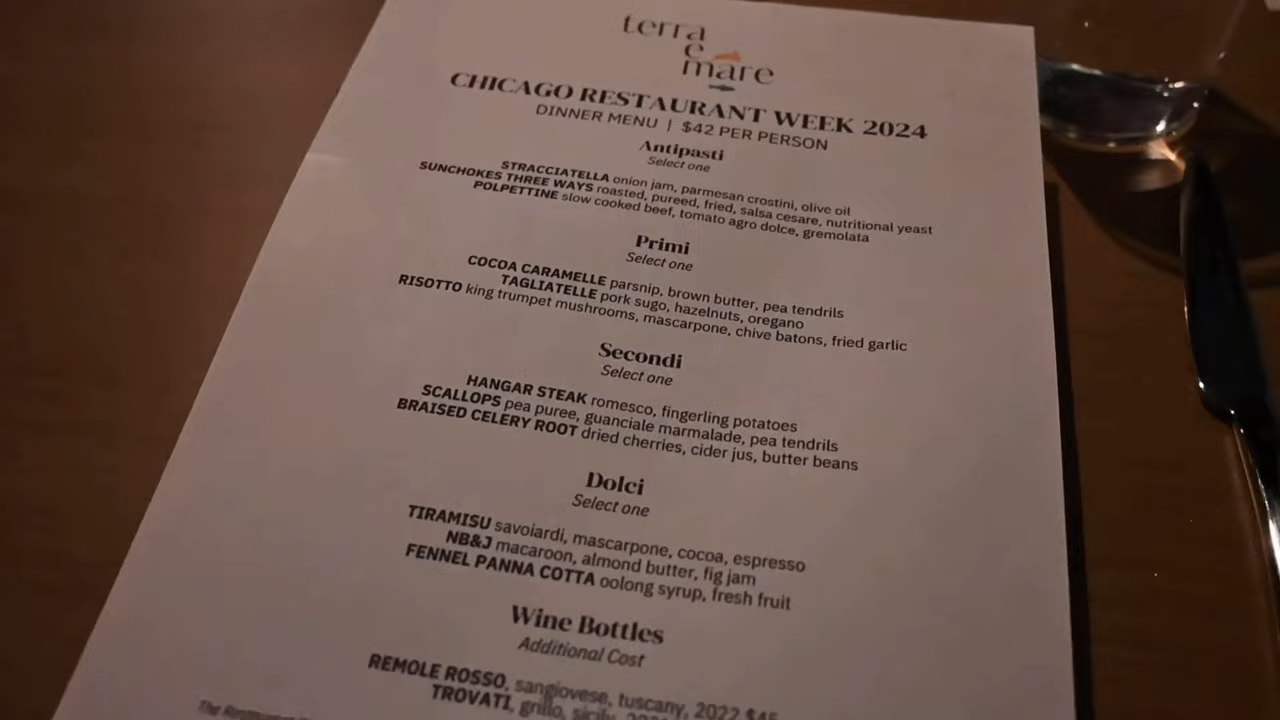 terra
e
mare
CHICAGO RESTAURANT WEEK 2024
DINNER MENU | $42 PER PERSON
Antipasti
Select one
STRACCIATELLA onion jam, parmesan crostini, olive oil
SUNCHOKES THREE WAYS roasted, pureed, fried, salsa cesare, nutritional yeast
POLPETTINE slow cooked beef, tomato agro dolce, gremolata
Primi
Select one
COCOA CARAMELLE parsnip, brown butter, pea tendrils
TAGLIATELLE pork sugo, hazelnuts, oregano
RISOTTO king trumpet mushrooms, mascarpone, chive batons, fried garlic
Secondi
Select one
HANGAR STEAK romesco, fingerling potatoes
SCALLOPS pea puree, guanciale marmalade, pea tendrils
BRAISED CELERY ROOT dried cherries, cider jus, butter beans
Dolci
Select one
TIRAMISU savoiardi, mascarpone, cocoa, espresso
NB&J macaroon, almond butter, fig jam
FENNEL PANNA COTTA oolong syrup, fresh fruit
Wine Bottles
Additional Cost
REMOLE ROSSO, sangiovese, tuscany, 2022 $45
TROVATI, grillo, sicily,
The Restaurant